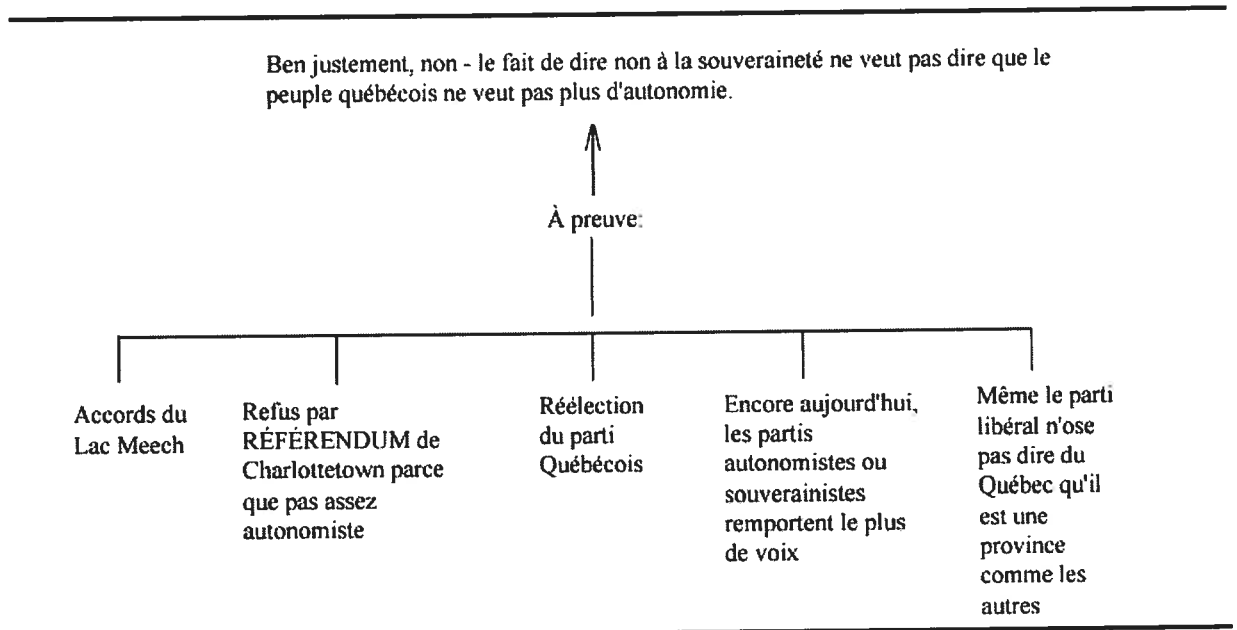 Ben justement, non - le fait de dire non à la souveraineté ne veut pas dire que le
peuple québécois ne veut pas plus d'autonomie.
À preuve:
Accords du
Lac Meech
Refus par
RÉFÉRENDUM de
Charlottetown parce
que pas assez
autonomiste
Réélection
du parti
Québécois
Encore aujourd'hui,
les partis
autonomistes ou
souverainistes
remportent le plus
de voix
Même le parti
libéral n'ose
pas dire du
Québec qu'il
est une
province
comme les
autres